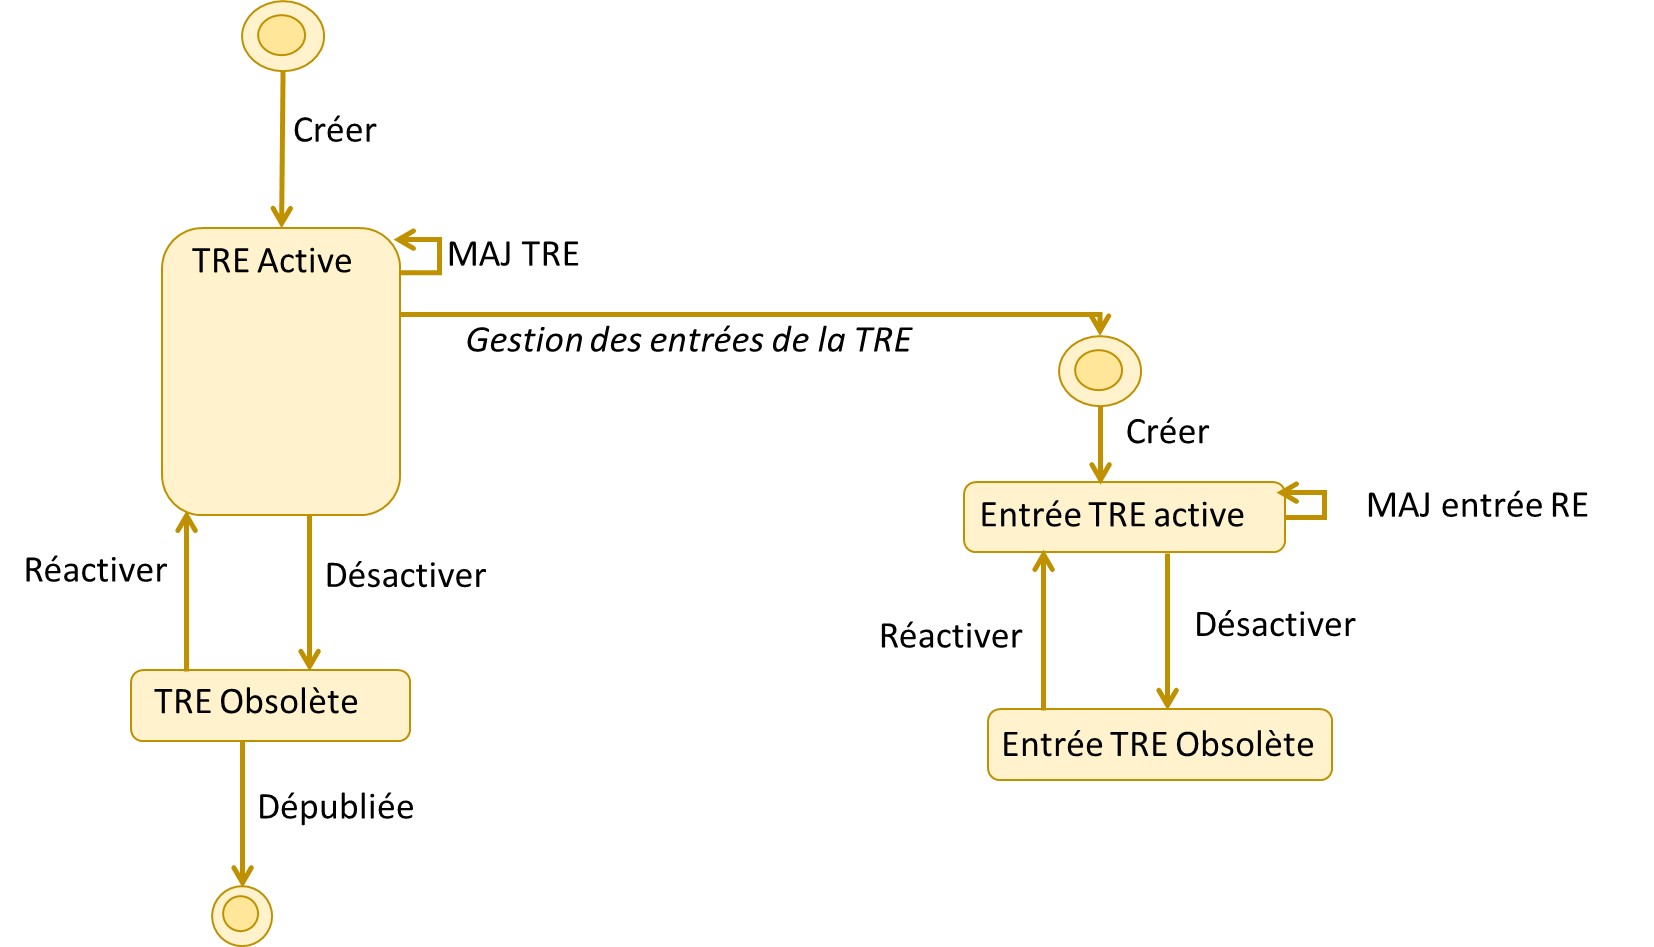 Créer
TRE Active
MAJ TRE
Gestion des entrées de la TRE
Créer
Entrée TRE active
MAJ entrée RE
Réactiver
Désactiver
Réactiver
Désactiver
TRE Obsolète
Entrée TRE Obsolète
Dépubliée